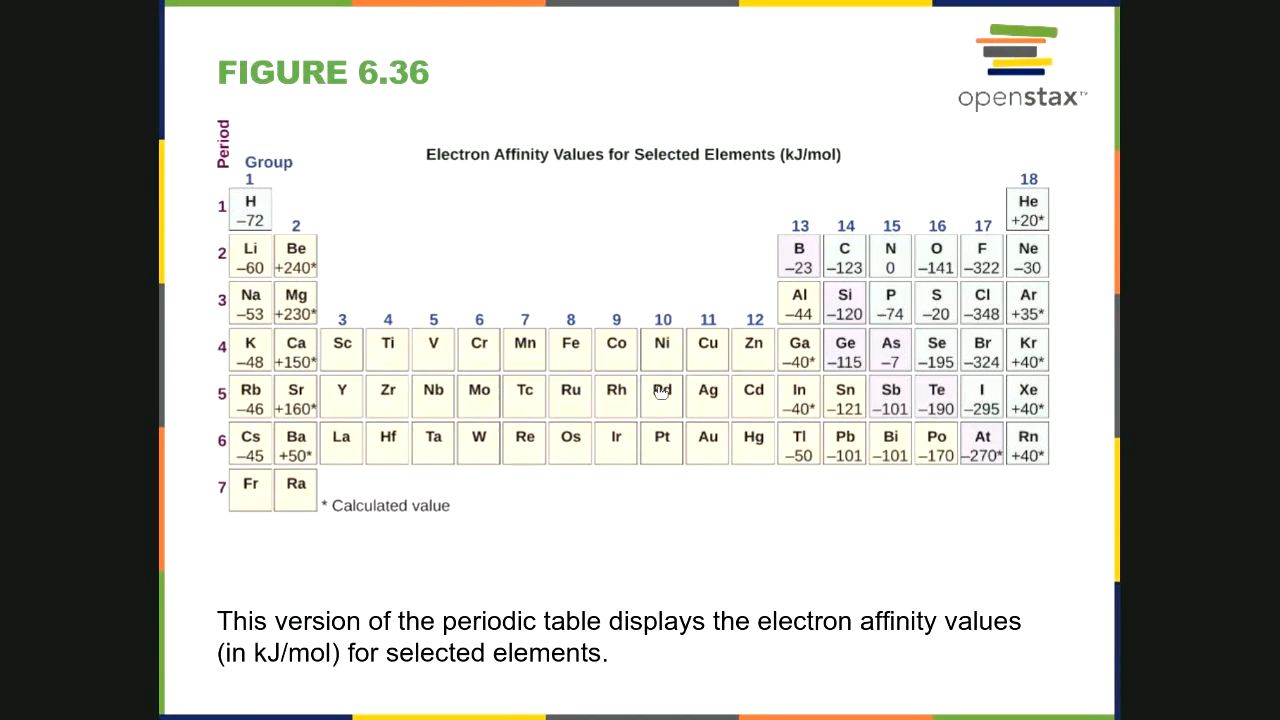 FIGURE 6.36
openstax™
Period
Group
Electron Affinity Values for Selected Elements (kJ/mol)
1 18
1 H He
–72 2 13 14 15 16 17 +20*
2 Li Be B C N O F Ne
–60 +240* –23 –123 0 –141 –322 –30
3 Na Mg Al Si P S Cl Ar
–53 +230* 3 4 5 6 7 8 9 10 11 12 –44 –120 –74 –20 –348 +35*
4 K Ca Sc Ti V Cr Mn Fe Co Ni Cu Zn Ga Ge As Se Br Kr
–48 +150* –40* –115 –7 –195 –324 +40*
5 Rb Sr Y Zr Nb Mo Tc Ru Rh Ag Cd In Sn Sb Te I Xe
–46 +160* –40* –121 –101 –190 –295 +40*
6 Cs Ba La Hf Ta W Re Os Ir Pt Au Hg Tl Pb Bi Po At Rn
–45 +50* –50 –101 –101 –170 –270* +40*
7 Fr Ra
* Calculated value
This version of the periodic table displays the electron affinity values
(in kJ/mol) for selected elements.